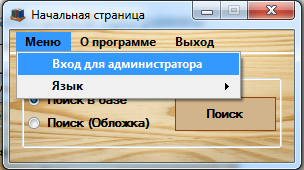 Начальная страница
Меню О программе Выход
Вход для администратора
Язык
Поиск в базе
Поиск (Обложка)
Поиск